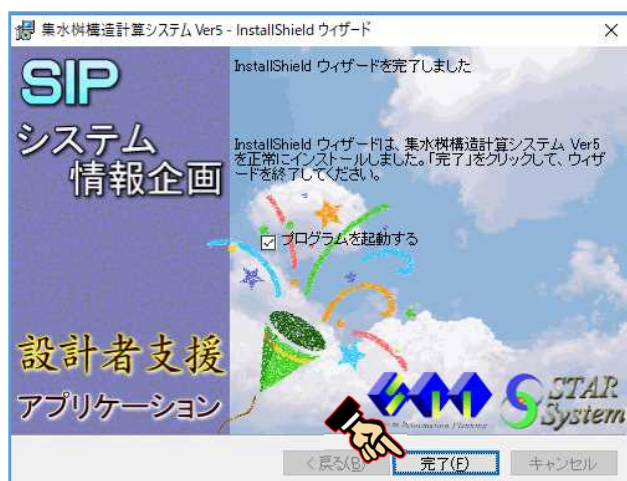 集水桝構造計算システム Ver5 - InstallShield ウィザード
SIP
システム
情報企画
InstallShield ウィザードを完了しました
InstallShield ウィザードは、集水桝構造計算システム Ver5
を正常にインストールしました。「完了」をクリックして、ウィザ
ードを終了してください。
プログラムを起動する
設計者支援
アプリケーション
Information Planning
STAR
System
< 戻る(B)
完了(F)
キャンセル